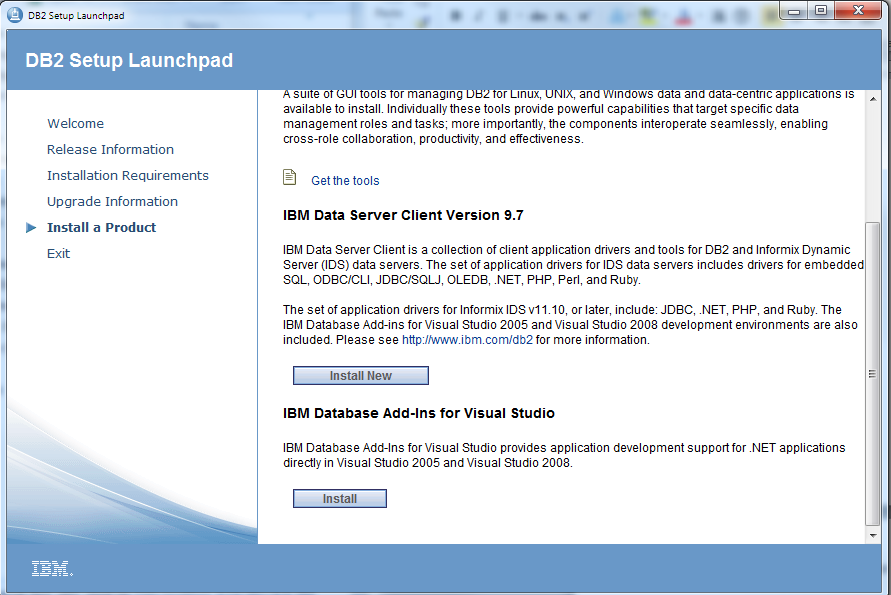 DB2 Setup Launchpad
DB2 Setup Launchpad
Welcome
Release Information
Installation Requirements
Upgrade Information
Install a Product
Exit
A suite of GUI tools for managing DB2 for Linux, UNIX, and Windows data and data-centric applications is
available to install. Individually these tools provide powerful capabilities that target specific data
management roles and tasks; more importantly, the components interoperate seamlessly, enabling
cross-role collaboration, productivity, and effectiveness.
Get the tools
IBM Data Server Client Version 9.7
IBM Data Server Client is a collection of client application drivers and tools for DB2 and Informix Dynamic
Server (IDS) data servers. The set of application drivers for IDS data servers includes drivers for embedded
SQL, ODBC/CLI, JDBC/SQLJ, OLEDB, .NET, PHP, Perl, and Ruby.
The set of application drivers for Informix IDS v11.10, or later, include: JDBC, .NET, PHP, and Ruby. The
IBM Database Add-ins for Visual Studio 2005 and Visual Studio 2008 development environments are also
included. Please see http://www.ibm.com/db2 for more information.
Install New
IBM Database Add-Ins for Visual Studio
IBM Database Add-Ins for Visual Studio provides application development support for .NET applications
directly in Visual Studio 2005 and Visual Studio 2008.
Install
IBM.